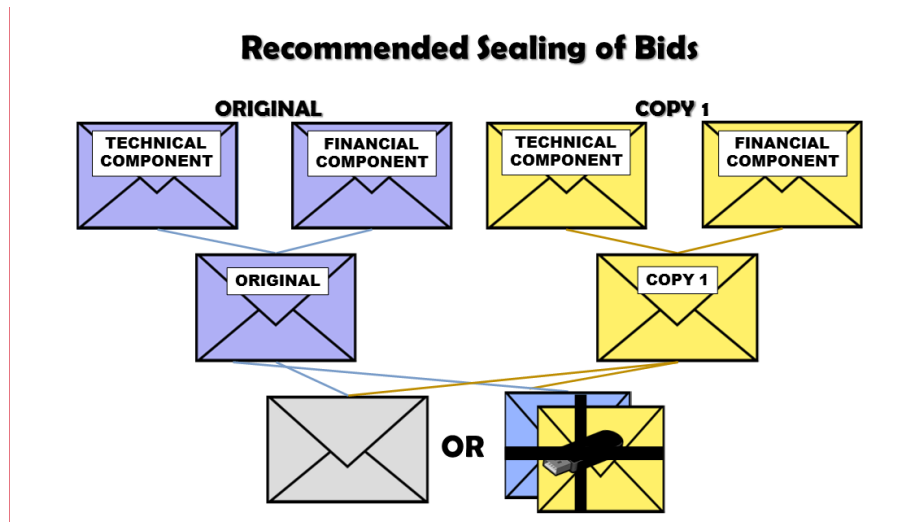 Recommended Sealing of Bids
ORIGINAL
COPY 1
TECHNICAL
COMPONENT
FINANCIAL
COMPONENT
TECHNICAL
COMPONENT
FINANCIAL
COMPONENT
ORIGINAL
COPY 1
OR